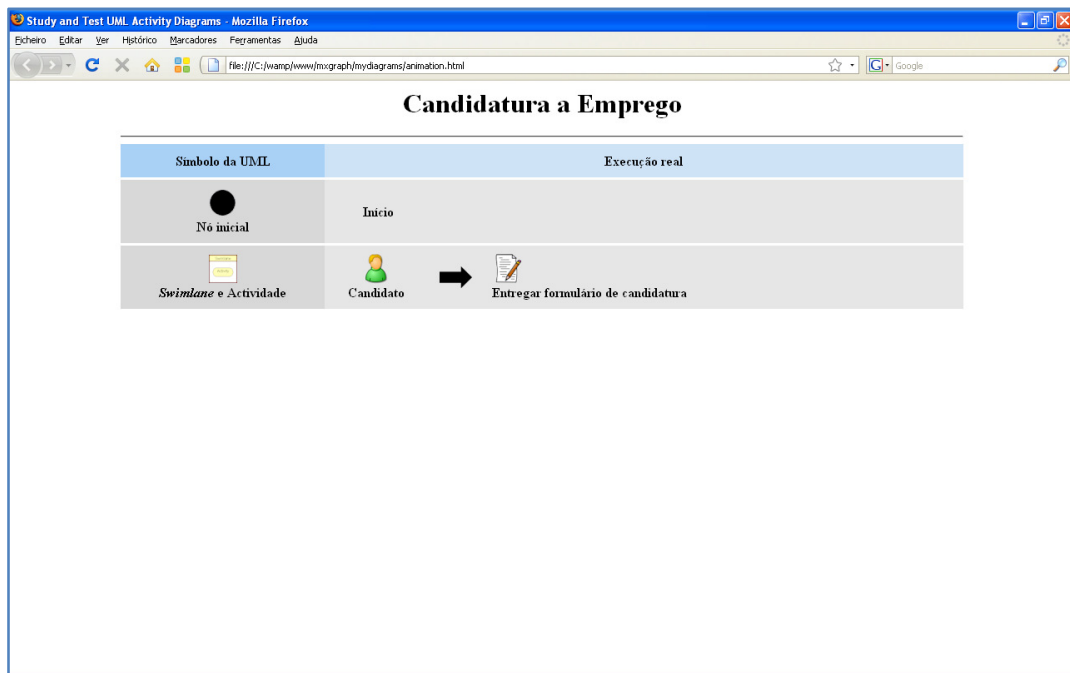 Study and Test UML Activity Diagrams - Mozilla Firefox
Ficheiro Editar Ver Histórico Marcadores Ferramentas Ajuda
file:///C:/wamp/www/mxgraph/mydiagrams/animation.html
G Google
Candidatura a Emprego
Símbolo da UML Execução real
Nó inicial Início
Swimlane e Actividade Candidato Entregar formulário de candidatura